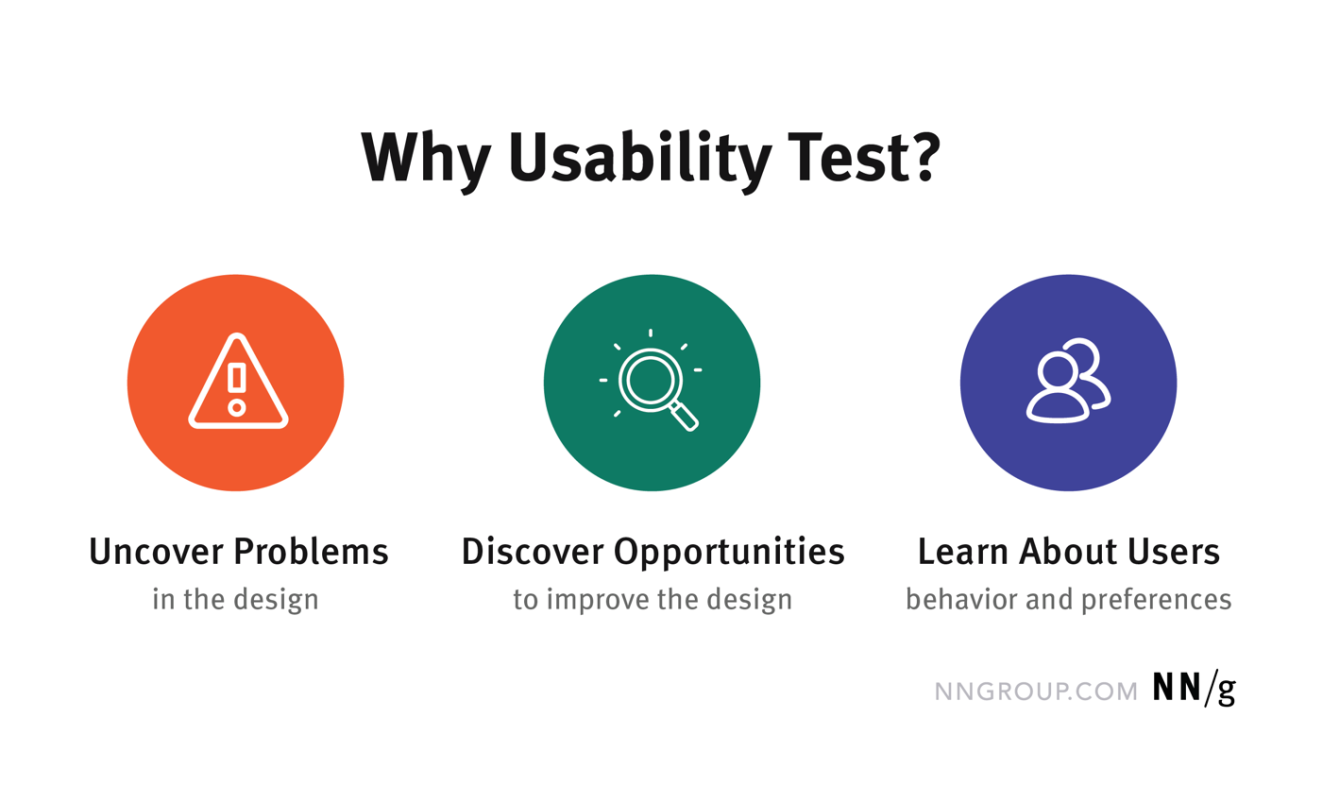 Why Usability Test?
Uncover Problems
in the design
Discover Opportunities
to improve the design
Learn About Users
behavior and preferences
NNGROUP.COM NN/g